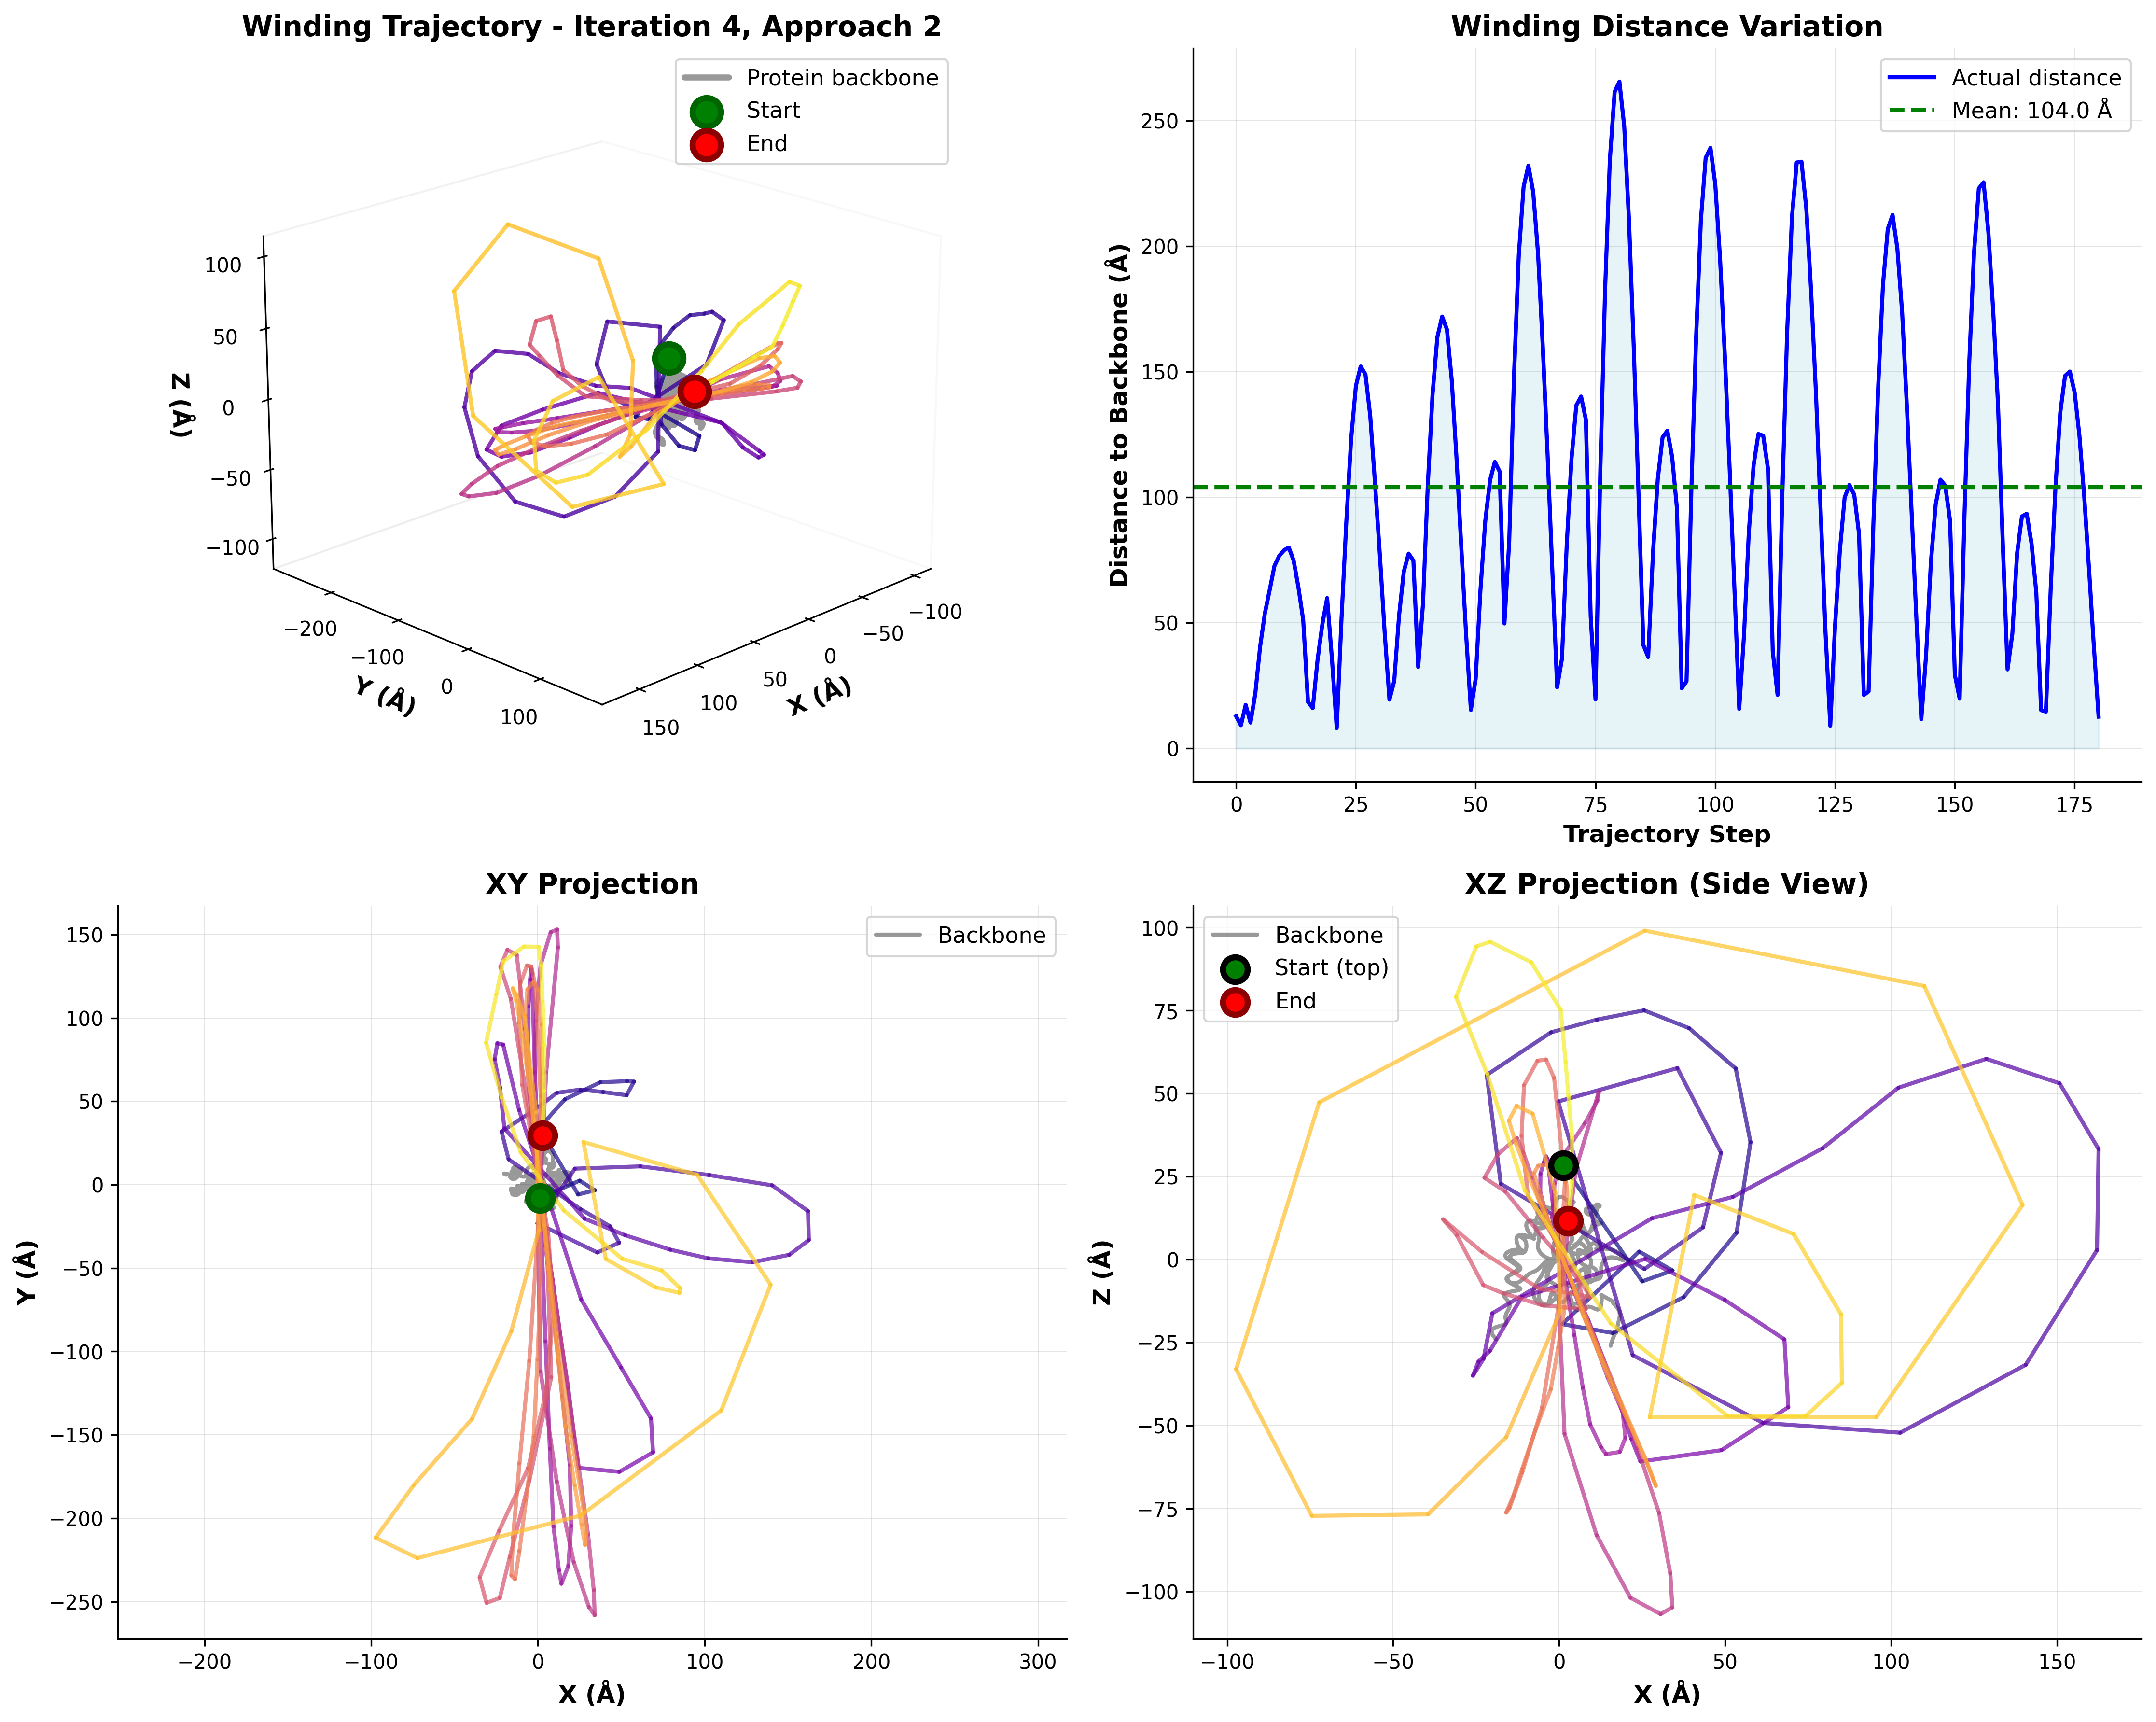 Winding Trajectory - Iteration 4, Approach 2
Protein backbone
Start
End
100
50
0
−50
−100
Z (Å)
−200
−100
0
100
Y (Å)
150
100
50
0
−50
−100
X (Å)
Winding Distance Variation
Actual distance
Mean: 104.0 Å
250
200
150
100
50
0
Distance to Backbone (Å)
0
25
50
75
100
125
150
175
Trajectory Step
XY Projection
Backbone
150
100
50
0
−50
−100
−150
−200
−250
Y (Å)
−200
−100
0
100
200
300
X (Å)
XZ Projection (Side View)
Backbone
Start (top)
End
100
75
50
25
0
−25
−50
−75
−100
Z (Å)
−100
−50
0
50
100
150
X (Å)